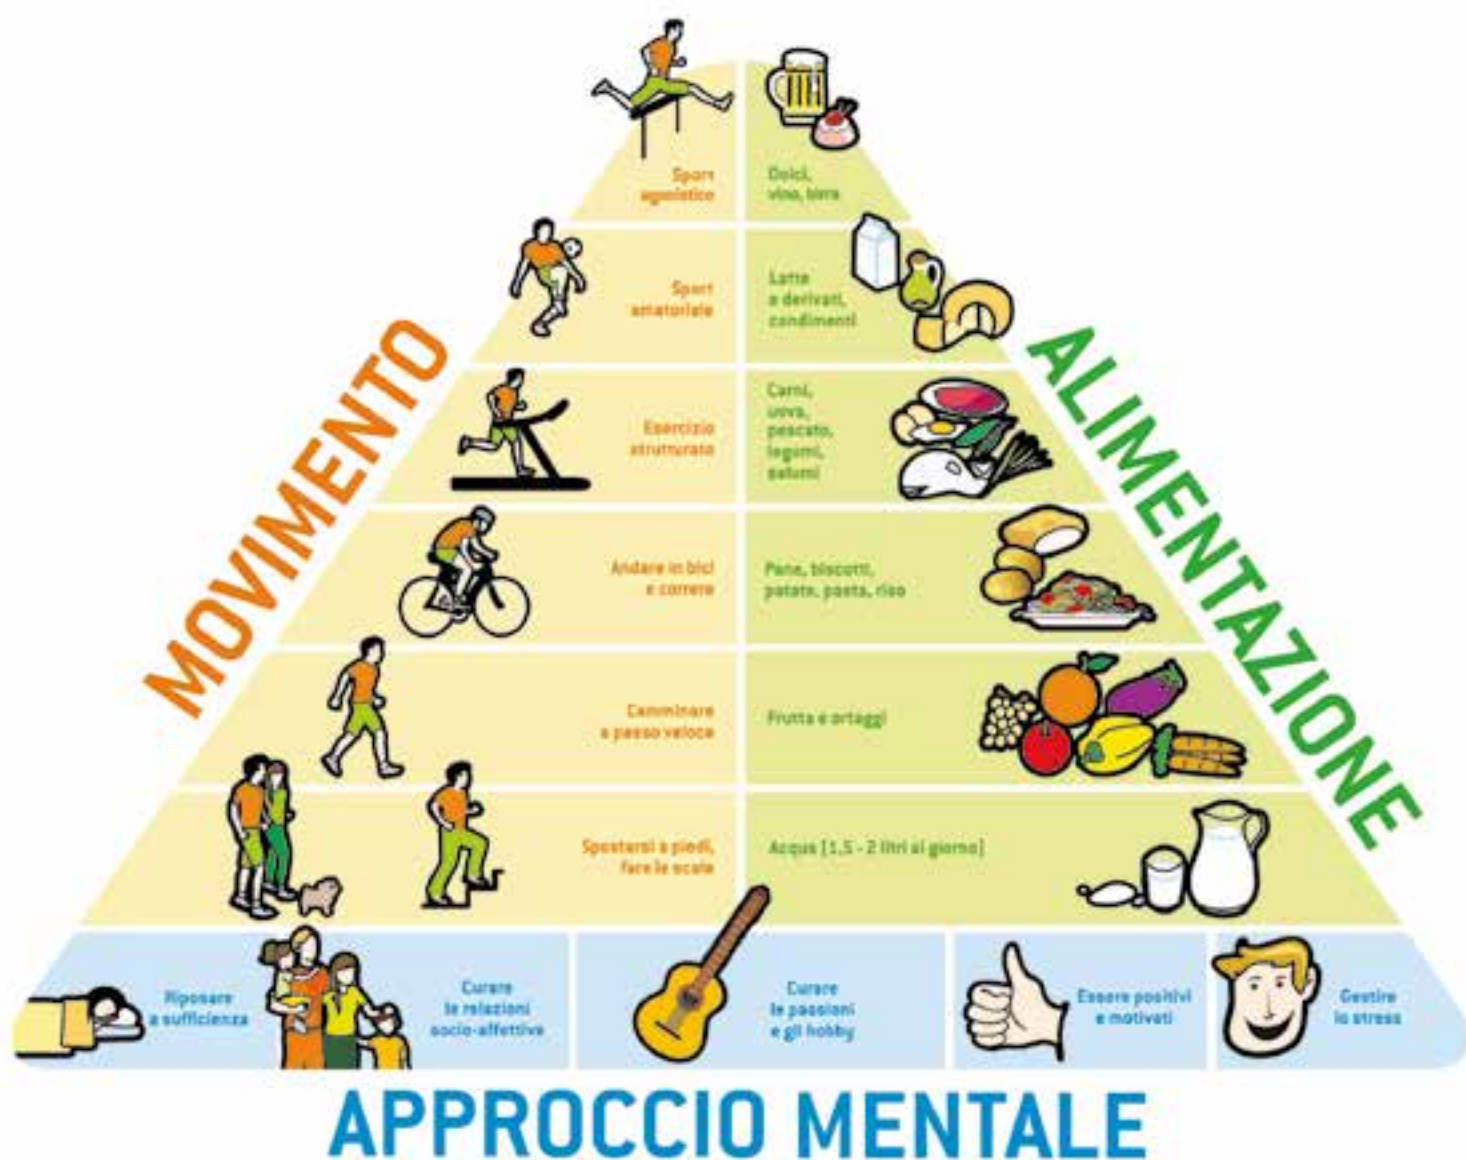 Sport
agonistico
Dolci,
vino, birra
Sport
amatoriale
Latte
e derivati,
condimenti
MOVIMENTO
ALIMENTAZIONE
Esercizio
strutturato
Carni,
uova,
pescato,
legumi,
salumi
Andare in bici
e correre
Pane, biscotti,
patate, pasta, riso
Camminare
a passo veloce
Frutta e ortaggi
Spostarsi a piedi,
fare le scale
Acqua [1,5 - 2 litri al giorno]
Riposare
a sufficienza
Curare
le relazioni
socio-affettive
Curare
le passioni
e gli hobby
Essere positivi
e motivati
Gestire
lo stress
APPROCCIO MENTALE